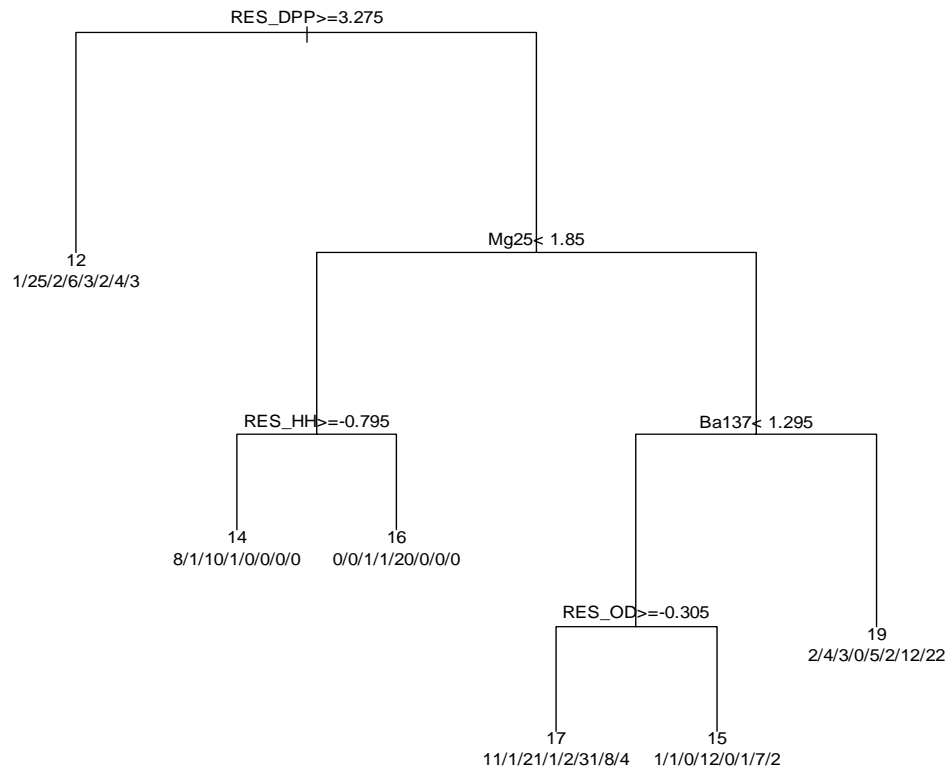 RES_DPP>=3.275
Mg25< 1.85
12
1/25/2/6/3/2/4/3
RES_HH>=-0.795
Ba137< 1.295
14
8/1/10/1/0/0/0/0
16
0/0/1/1/20/0/0/0
RES_OD>=-0.305
19
2/4/3/0/5/2/12/22
17
11/1/21/1/2/31/8/4
15
1/1/0/12/0/1/7/2